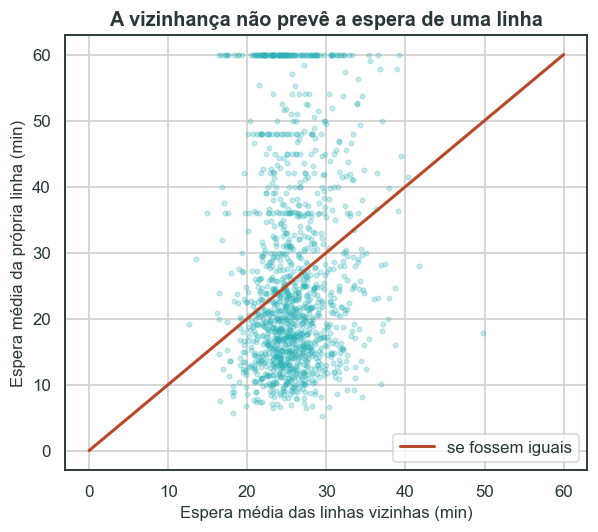 A vizinhança não prevê a espera de uma linha
Espera média da própria linha (min)
60
50
40
30
20
10
0
se fossem iguais
0 10 20 30 40 50 60
Espera média das linhas vizinhas (min)